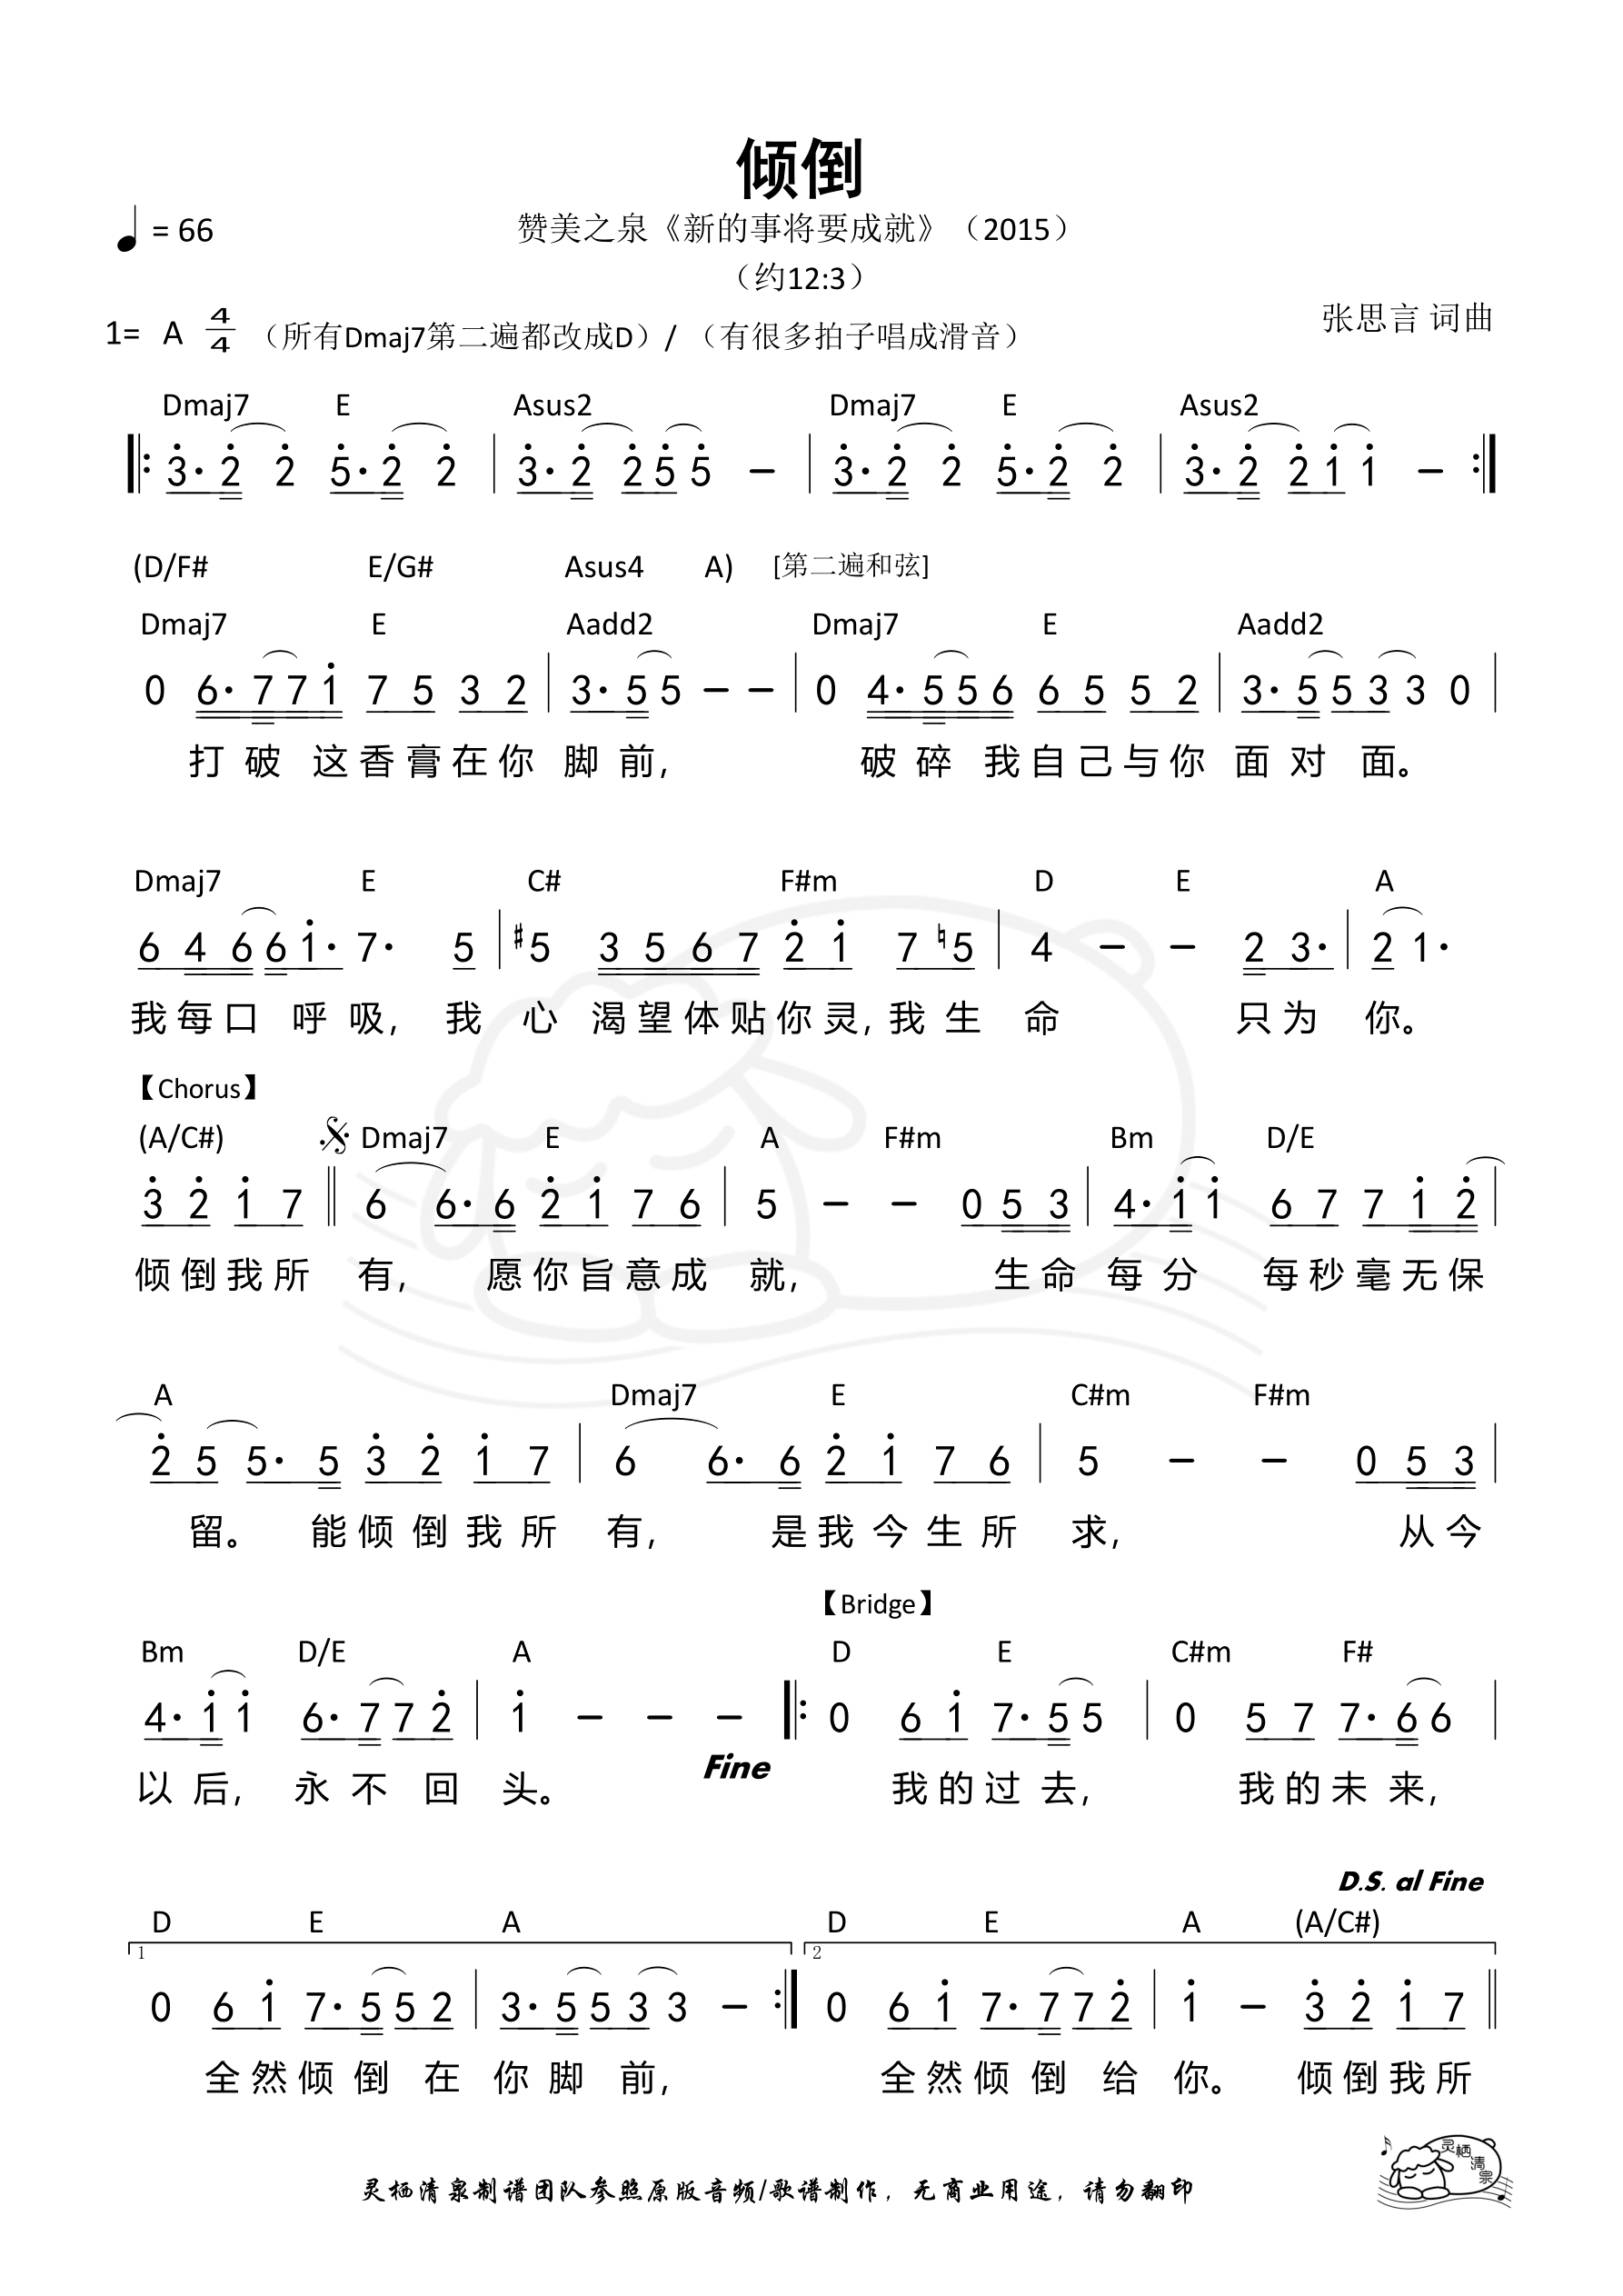 倾倒
赞美之泉《新的事将要成就》（2015）
♩ = 66
（约12:3）
张思言 词曲
1= A 4/4 （所有Dmaj7第二遍都改成D）/ （有很多拍子唱成滑音）
Dmaj7 E Asus2 Dmaj7 E Asus2
3̇· 2̇ 2̇ 5̇· 2̇ 2̇ | 3̇· 2̇ 2̇ 5̇ 5̇ – | 3̇· 2̇ 2̇ 5̇· 2̇ 2̇ | 3̇· 2̇ 2̇ 1̇ 1̇ – :|
(D/F# E/G# Asus4 A) [第二遍和弦]
Dmaj7 E Aadd2 Dmaj7 E Aadd2
0 6· 7 7 1̇ 7 5 3 2 | 3· 5 5 – – | 0 4· 5 5 6 6 5 5 2 | 3· 5 5 3 3 0 |
打破 这香膏在你 脚前, 破碎 我自己与你 面对 面。
Dmaj7 E C# F#m D E A
6 4 6 6 1̇· 7· 5 | #5 3 5 6 7 2̇ 1̇ 7 ♮5 | 4 – – 2 3· | 2 1·
我每口 呼吸, 我 心 渴望体贴你灵,我生 命 只为 你。
【Chorus】
(A/C#) Dmaj7 E A F#m Bm D/E
3̇ 2̇ 1̇ 7 || 6 6· 6 2̇ 1̇ 7 6 | 5 – – 0 5 3 | 4· 1̇ 1̇ 6 7 7 1̇ 2̇ |
倾倒我所 有, 愿你旨意成 就, 生命 每分 每秒毫无保
A Dmaj7 E C#m F#m
2̇ 5 5· 5 3̇ 2̇ 1̇ 7 | 6 6· 6 2̇ 1̇ 7 6 | 5 – – 0 5 3 |
留。 能倾倒我所 有, 是我今生所 求, 从今
【Bridge】
Bm D/E A D E C#m F#
4· 1̇ 1̇ 6· 7 7 2̇ | 1̇ – – – |: 0 6 1̇ 7· 5 5 | 0 5 7 7· 6 6 |
Fine
以后, 永不 回 头。 我的过去, 我的未来,
D.S. al Fine
D E A D E A (A/C#)
1 2
0 6 1̇ 7· 5 5 2 | 3· 5 5 3 3 – :| 0 6 1̇ 7· 7 7 2̇ | 1̇ – 3̇ 2̇ 1̇ 7 ||
全然倾倒 在 你脚 前, 全然倾倒 给 你。 倾倒我所
灵栖清泉
灵栖清泉制谱团队参照原版音频/歌谱制作，无商业用途，请勿翻印